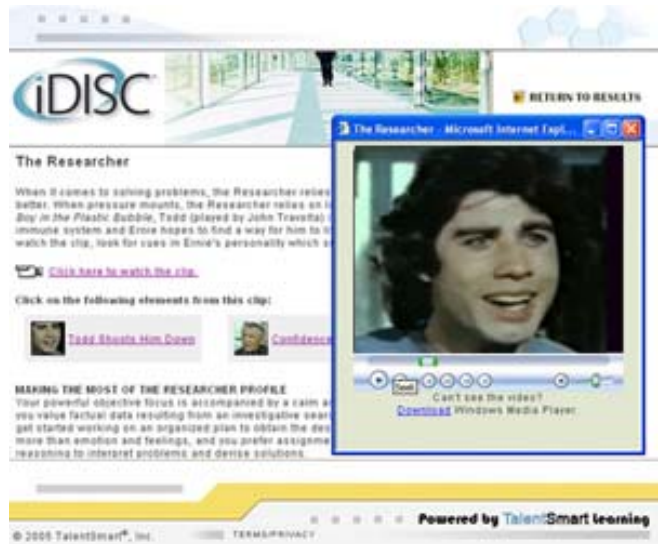 iDISC
RETURN TO RESULTS
The Researcher - Microsoft Internet Expl...
The Researcher
When it comes to solving problems, the Researcher relies
better. When pressure mounts, the Researcher relies on
Boy in the Plastic Bubble, Todd (played by John Travolta)
immune system and Ernie hopes to find a way for him to
watch the clip, look for cues in Ernie's personality which
Click here to watch the clip.
Click on the following elements from this clip:
Todd Shoots Him Down
Confidence
MAKING THE MOST OF THE RESEARCHER PROFILE
Your powerful objective focus is accompanied by a calm
you value factual data resulting from an investigative
get started working on an organized plan to obtain the
more than emotion and feelings, and you prefer
reasoning to interpret problems and devise solutions.
Can't see the video?
Download Windows Media Player.
Powered by TalentSmart Learning
© 2005 TalentSmart®, Inc.
TERMS/PRIVACY